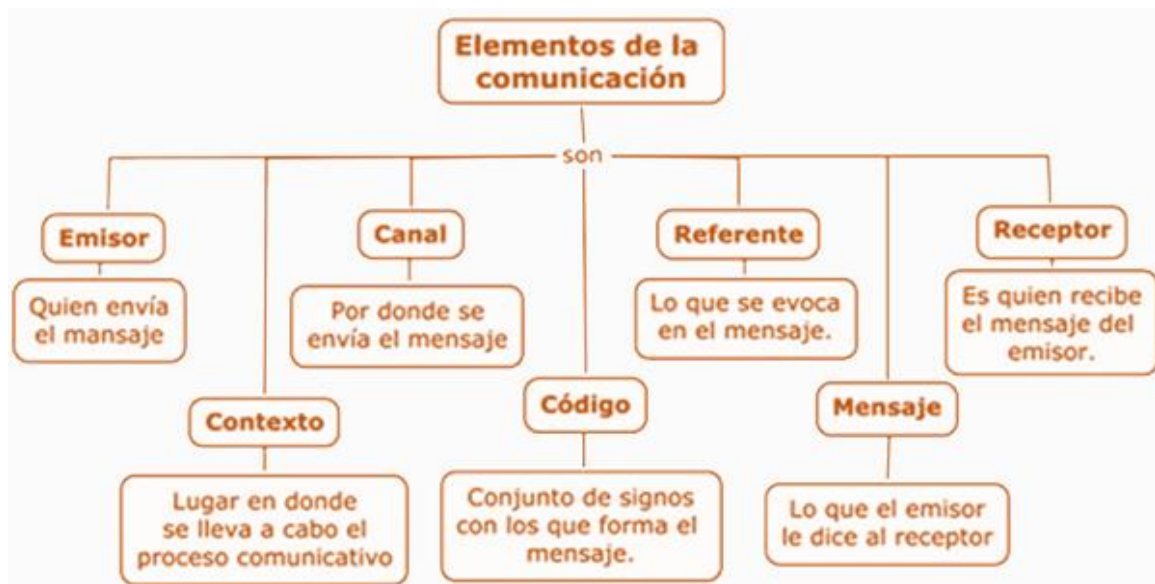 Elementos de la
comunicación
son
Emisor
Quien envía
el mansaje
Contexto
Lugar en donde
se lleva a cabo el
proceso comunicativo
Canal
Por donde se
envía el mensaje
Código
Conjunto de signos
con los que forma el
mensaje.
Referente
Lo que se evoca
en el mensaje.
Mensaje
Lo que el emisor
le dice al receptor
Receptor
Es quien recibe
el mensaje del
emisor.